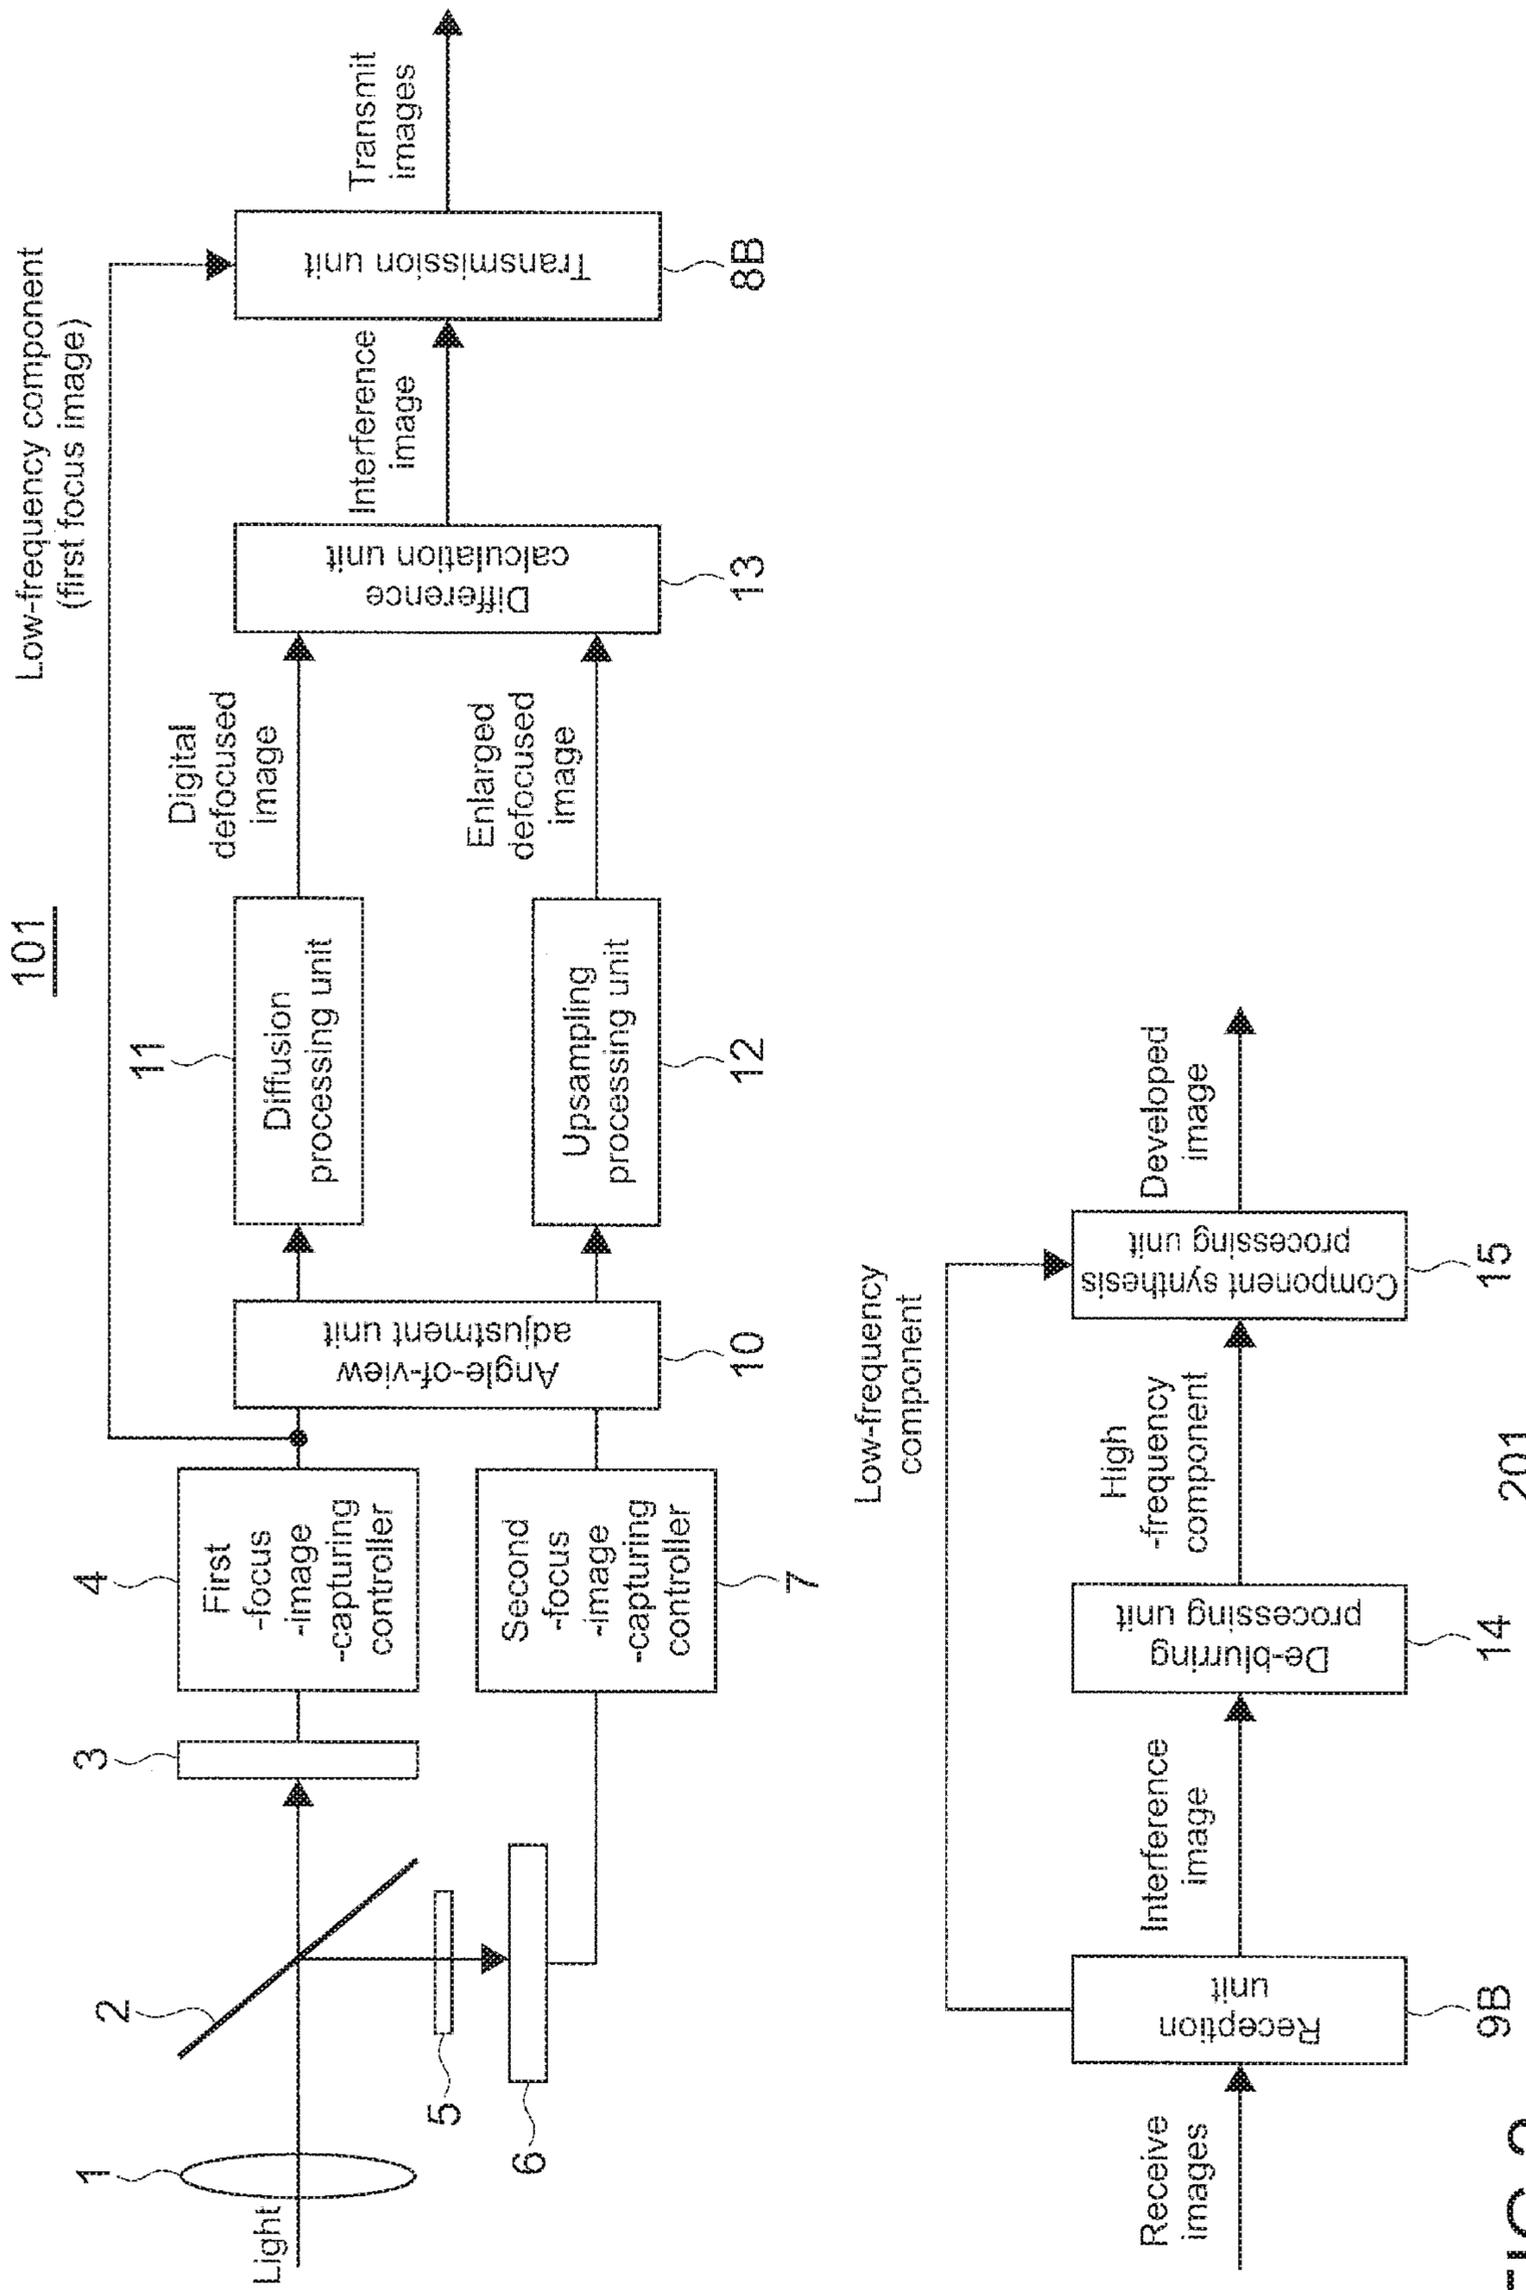 101
Low-frequency component
(first focus image)
Light
1
2
3
4
First
-focus
-image
-capturing
controller
5
6
Second
-focus
-image
-capturing
controller
7
Angle-of-view
adjustment unit
10
11
Diffusion
processing unit
Upsampling
processing unit
12
Digital
defocused
image
Enlarged
defocused
image
Difference
calculation unit
13
Interference
image
Transmission unit
8B
Transmit
images
Receive
images
Reception
unit
9B
Interference
image
De-blurring
processing unit
14
High
-frequency
component
Low-frequency
component
Component synthesis
processing unit
15
Developed
image
201